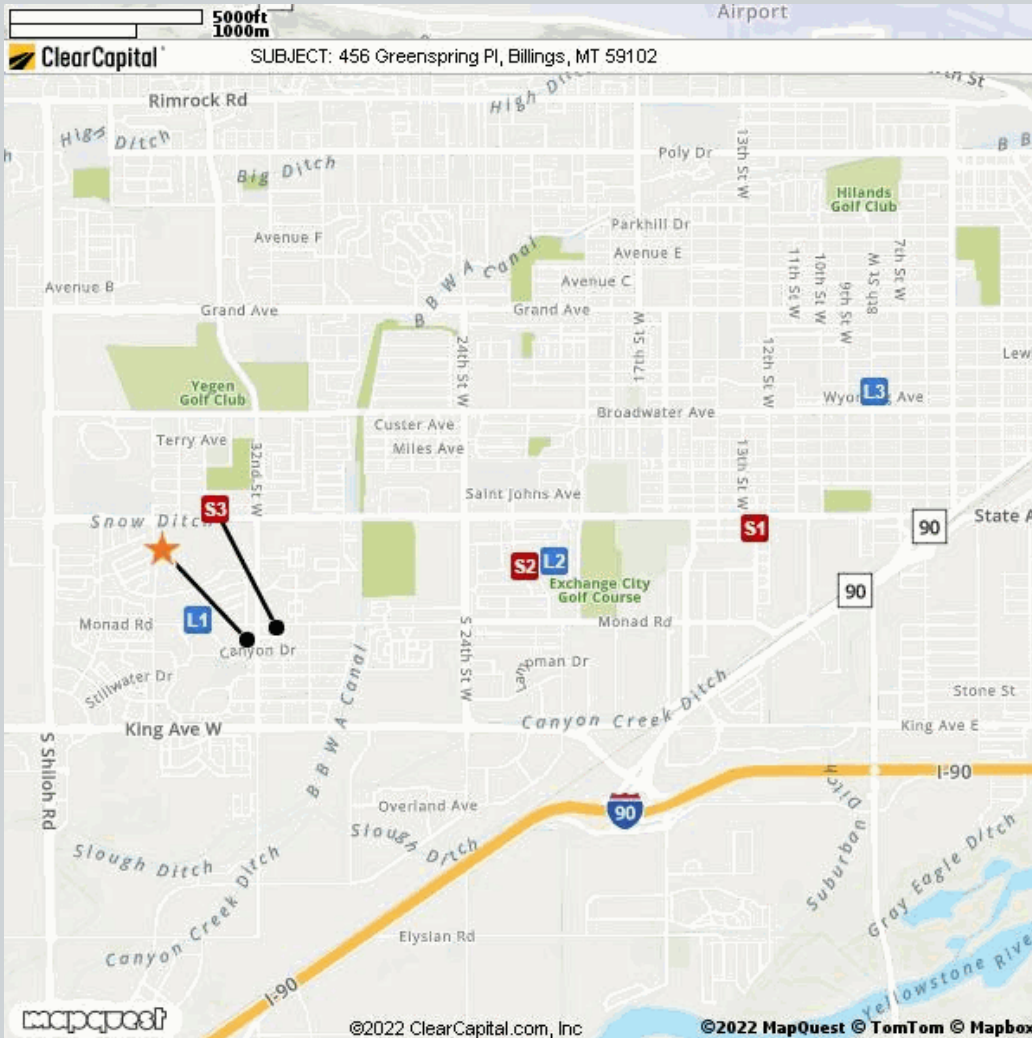 Airport
5000ft
1000m
ClearCapital
SUBJECT: 456 Greenspring Pl, Billings, MT 59102
Rimrock Rd
High Ditch
High Ditch
Big Ditch
Poly Dr
13th St W
Hilands
Golf Club
Parkhill Dr
Avenue F
Avenue E
BBWA Canal
Avenue C
Avenue B
Grand Ave
Grand Ave
11th St W
10th St W
9th St W
8th St W
7th St W
24th St W
17th St W
12th St W
Yegen
Golf Club
L3
Broadwater Ave
Custer Ave
Miles Ave
Terry Ave
32nd St W
13th St W
Saint Johns Ave
S3
Snow Ditch
S1
90
S2
L2
Exchange City
Golf Course
90
L1
Monad Rd
Monad Rd
Canyon Dr
S 24th St W
Stillwater Dr
BBWA Canal
Canyon Creek Ditch
Stone St
King Ave W
King Ave E
S Shiloh Rd
I-90
90
Overland Ave
Slough Ditch
Slough Ditch
Suburban Ditch
Gray Eagle Ditch
Canyon Creek Ditch
Elysian Rd
I-90
mapquest
©2022 ClearCapital.com, Inc
©2022 MapQuest © TomTom © Mapbox